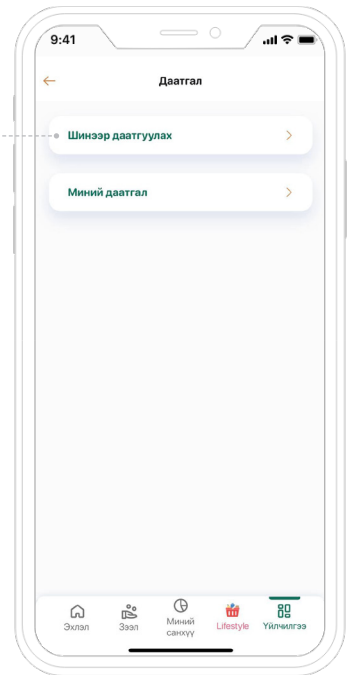 9:41
Даатгал
Шинээр даатгуулах
Миний даатгал
Эхлэл
Зээл
Миний
санхүү
Lifestyle
Үйлчилгээ